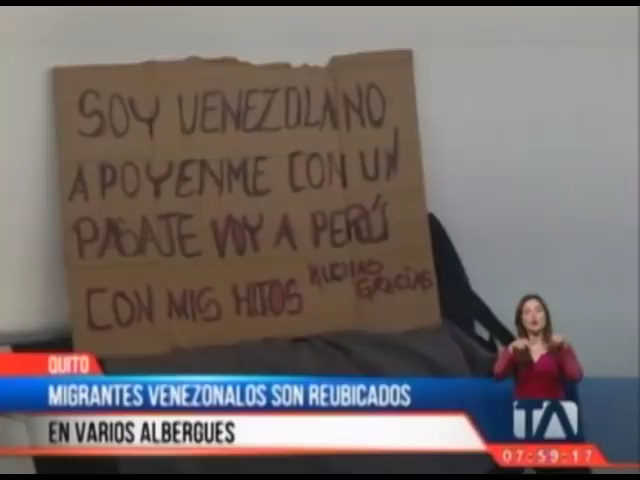 SOY VENEZOLANO
APOYENME CON UN
PASAJE VOY A PERÚ
CON MIS HITOS MUCHAS
GRACIAS
QUITO
MIGRANTES VENEZONALOS SON REUBICADOS
EN VARIOS ALBERGUES
TA
07:59:17